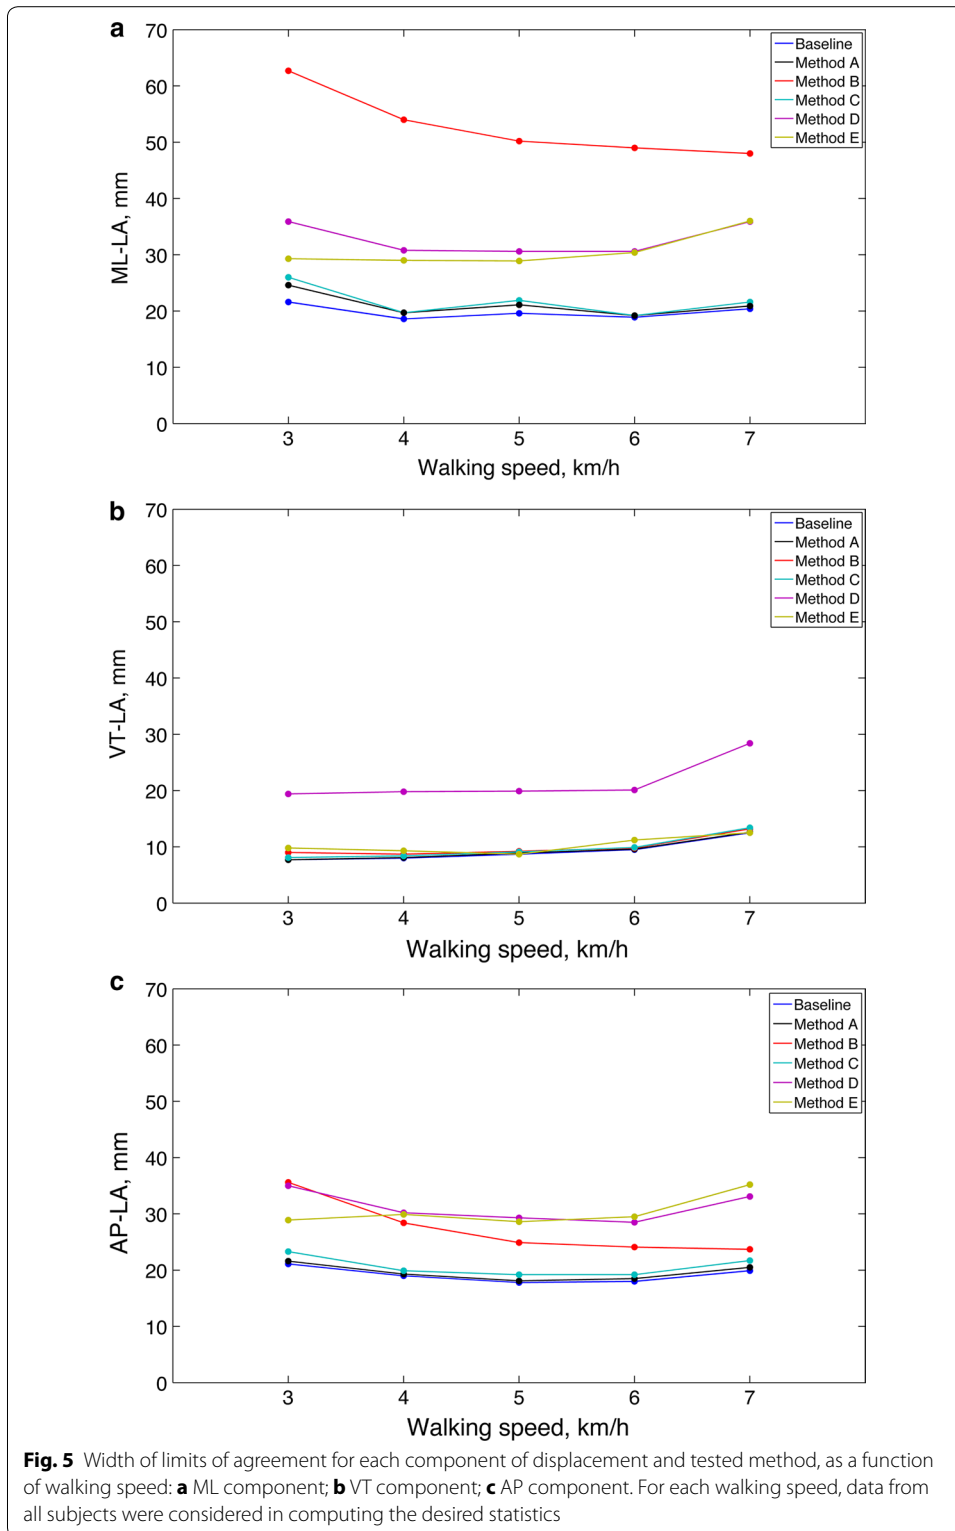 a
70
60
50
40
30
20
10
0
ML-LA, mm
3 4 5 6 7
Walking speed, km/h
Baseline
Method A
Method B
Method C
Method D
Method E
b
70
60
50
40
30
20
10
0
VT-LA, mm
3 4 5 6 7
Walking speed, km/h
Baseline
Method A
Method B
Method C
Method D
Method E
c
70
60
50
40
30
20
10
0
AP-LA, mm
3 4 5 6 7
Walking speed, km/h
Baseline
Method A
Method B
Method C
Method D
Method E
Fig. 5 Width of limits of agreement for each component of displacement and tested method, as a function
of walking speed: a ML component; b VT component; c AP component. For each walking speed, data from
all subjects were considered in computing the desired statistics